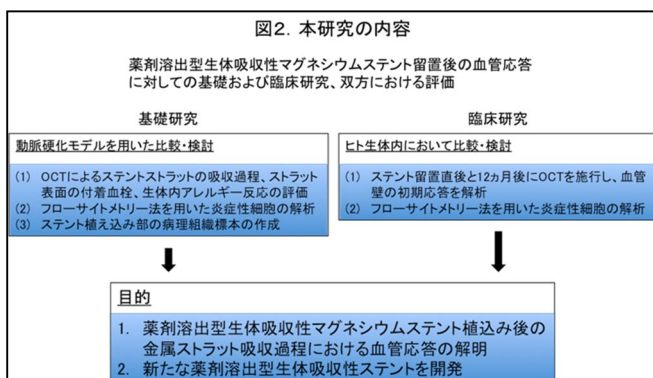 図2. 本研究の内容
薬剤溶出型生体吸収性マグネシウムステント留置後の血管応答
に対しての基礎および臨床研究、双方における評価
基礎研究
動脈硬化モデルを用いた比較・検討
(1) OCTによるステントストラットの吸収過程、ストラット
表面の付着血栓、生体内アレルギー反応の評価
(2) フローサイトメトリー法を用いた炎症性細胞の解析
(3) ステント植え込み部の病理組織標本の作成
臨床研究
ヒト生体内において比較・検討
(1) ステント留置直後と12ヵ月後にOCTを施行し、血管
壁の初期応答を解析
(2) フローサイトメトリー法を用いた炎症性細胞の解析
目的
1. 薬剤溶出型生体吸収性マグネシウムステント植込み後の
金属ストラット吸収過程における血管応答の解明
2. 新たな薬剤溶出型生体吸収性ステントを開発